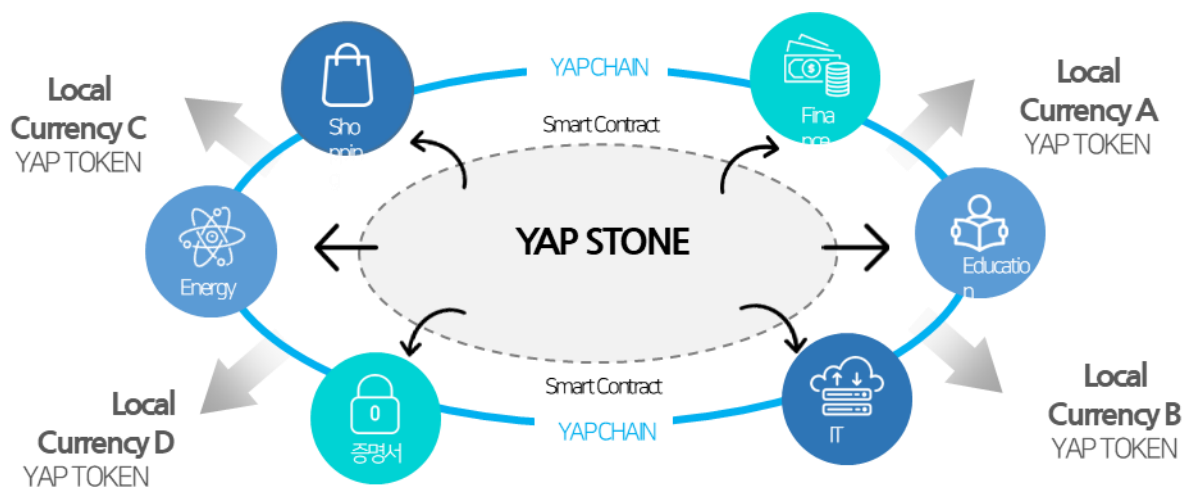 YAPCHAIN
Local
Currency C
YAP TOKEN
Sho
ppin
Fina
nce
Local
Currency A
YAP TOKEN
Smart Contract
YAP STONE
Energy
Educatio
n
Smart Contract
YAPCHAIN
Local
Currency D
YAP TOKEN
증명서
IT
Local
Currency B
YAP TOKEN